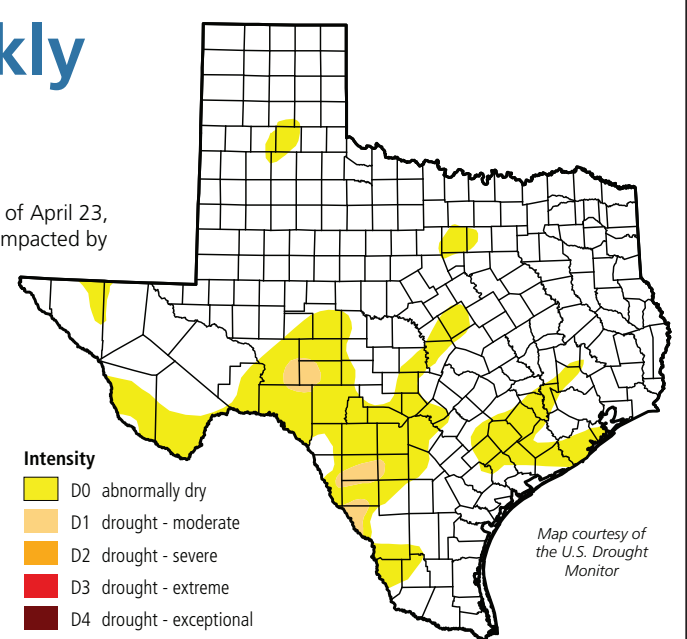 kly
of April 23,
mpacted by
Intensity
D0 abnormally dry
D1 drought - moderate
D2 drought - severe
D3 drought - extreme
D4 drought - exceptional
Map courtesy of
the U.S. Drought
Monitor